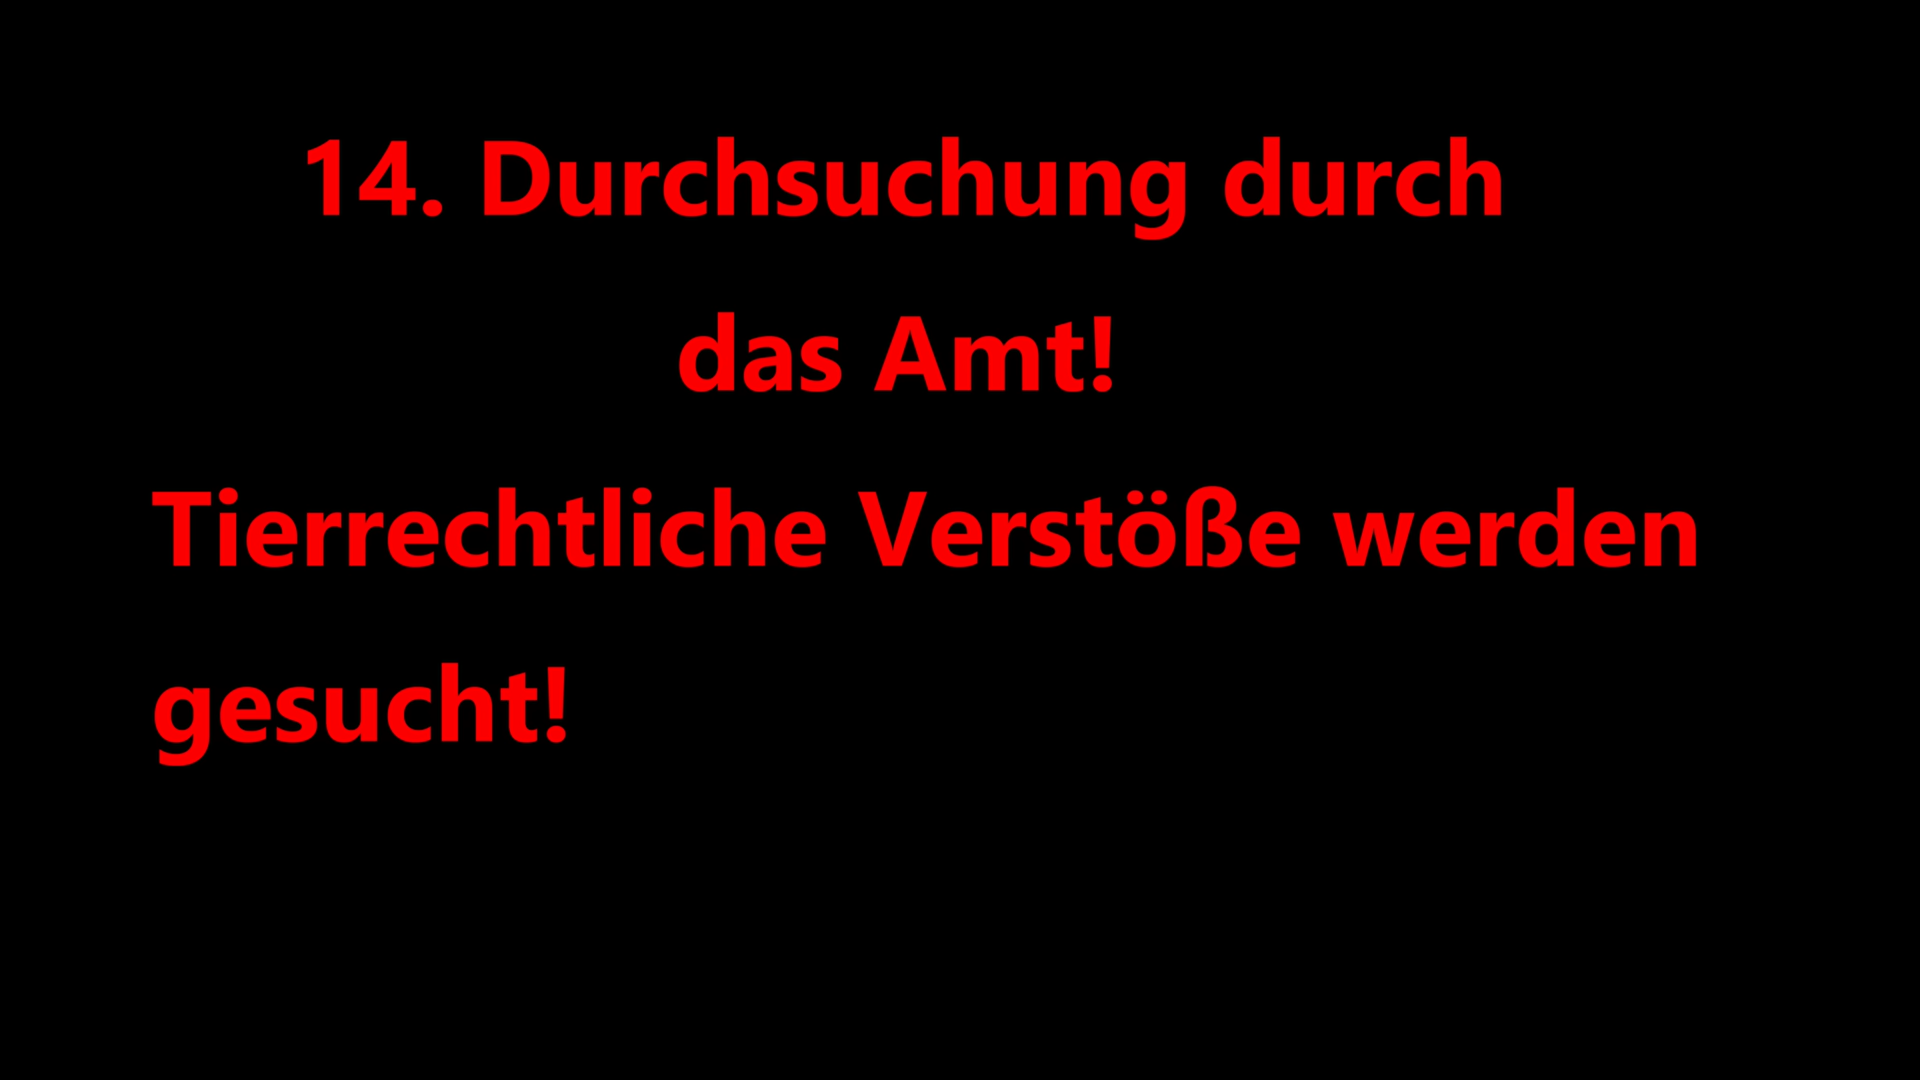 14. Durchsuchung durch
das Amt!
Tierrechtliche Verstöße werden
gesucht!